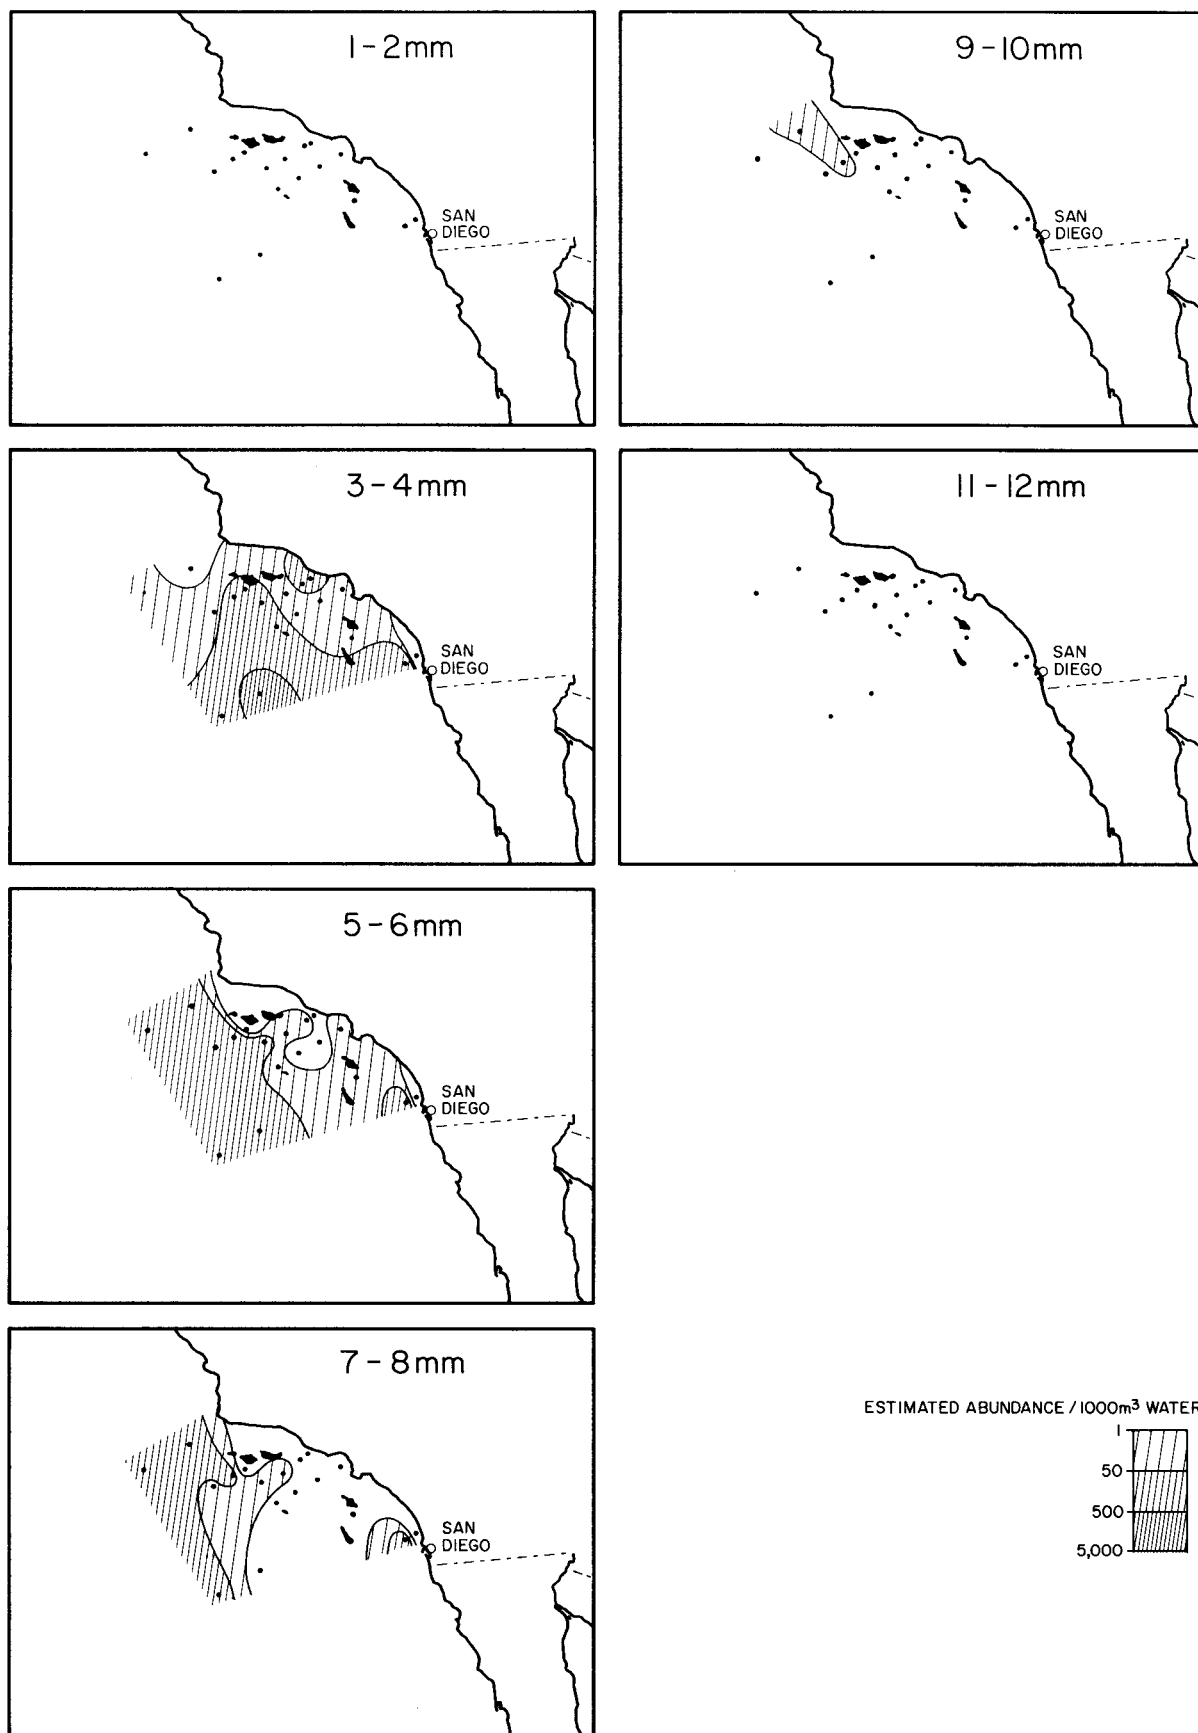 1-2mm
SAN
DIEGO
9-10mm
SAN
DIEGO
3-4mm
SAN
DIEGO
11-12mm
SAN
DIEGO
5-6mm
SAN
DIEGO
7-8mm
SAN
DIEGO
ESTIMATED ABUNDANCE / 1000m³ WATER
1
50
500
5,000